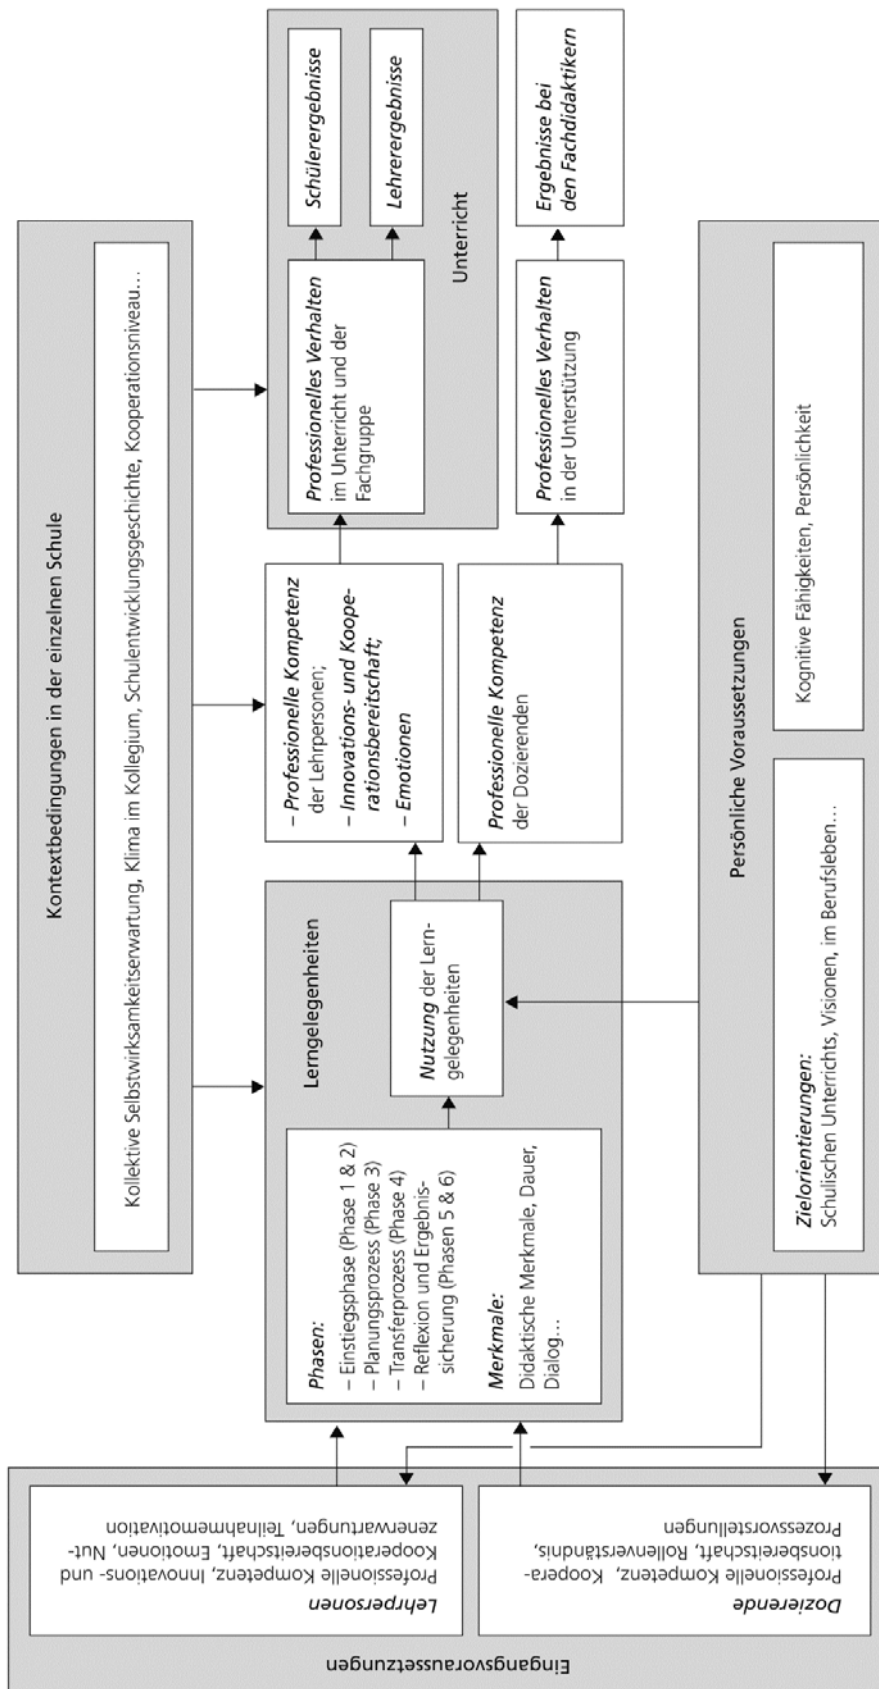 Eingangsvoraussetzungen
Lehrpersonen
Professionelle Kompetenz, Innovations- und
Kooperationsbereitschaft, Emotionen, Nut-
zenerwartungen, Teilnahmemotivation
Dozierende
Professionelle Kompetenz, Koopera-
tionsbereitschaft, Rollenverständnis,
Prozessvorstellungen
Kontextbedingungen in der einzelnen Schule
Kollektive Selbstwirksamkeitserwartung, Klima im Kollegium, Schulentwicklungsgeschichte, Kooperationsniveau…
Lerngelegenheiten
Phasen:
– Einstiegsphase (Phase 1 & 2)
– Planungsprozess (Phase 3)
– Transferprozess (Phase 4)
– Reflexion und Ergebnis-
sicherung (Phasen 5 & 6)
Merkmale:
Didaktische Merkmale, Dauer,
Dialog…
Nutzung der Lern-
gelegenheiten
– Professionelle Kompetenz
der Lehrpersonen;
– Innovations- und Koope-
rationsbereitschaft;
– Emotionen
Professionelle Kompetenz
der Dozierenden
Professionelles Verhalten
im Unterricht und der
Fachgruppe
Schülerergebnisse
Lehrerergebnisse
Unterricht
Professionelles Verhalten
in der Unterstützung
Ergebnisse bei
den Fachdidaktikern
Persönliche Voraussetzungen
Zielorientierungen:
Schulischen Unterrichts, Visionen, im Berufsleben…
Kognitive Fähigkeiten, Persönlichkeit